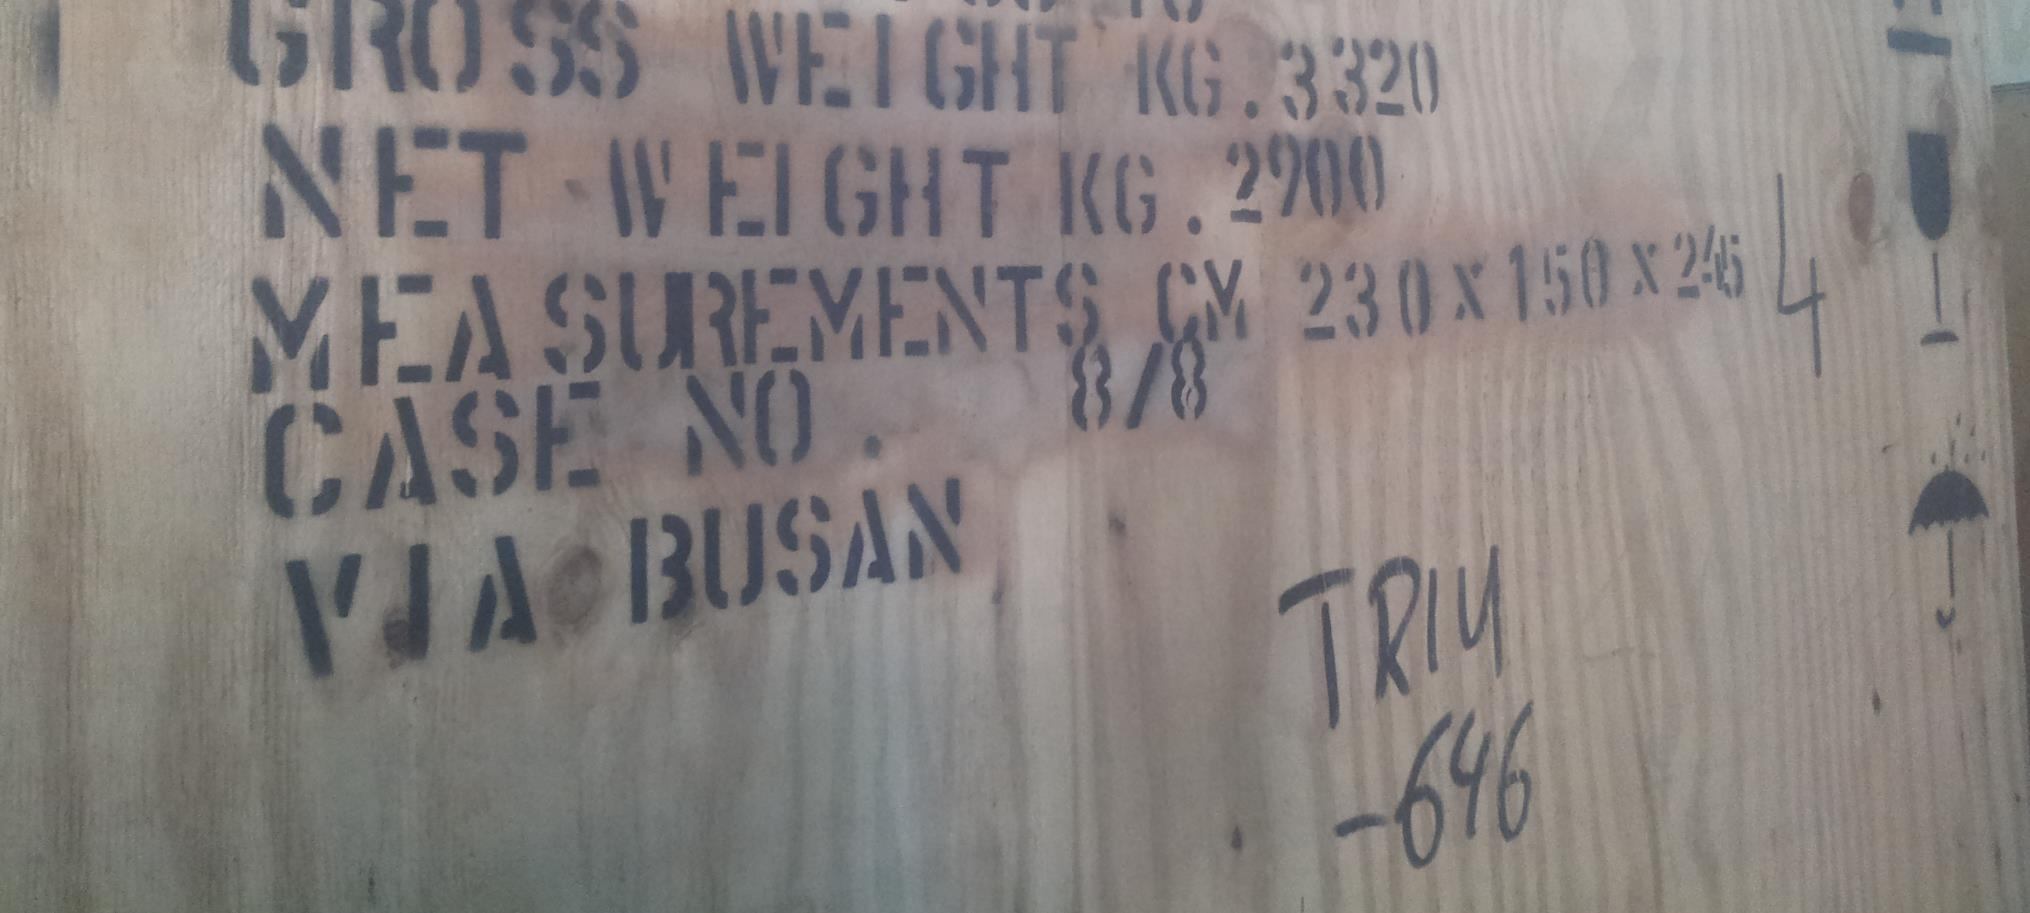 GROSS WEIGHT KG.3320
NET WEIGHT KG.2900
MEASUREMENTS CM 230 x 150 x 245
4
CASE NO. 8/8
VIA BUSAN
TRIU
-646